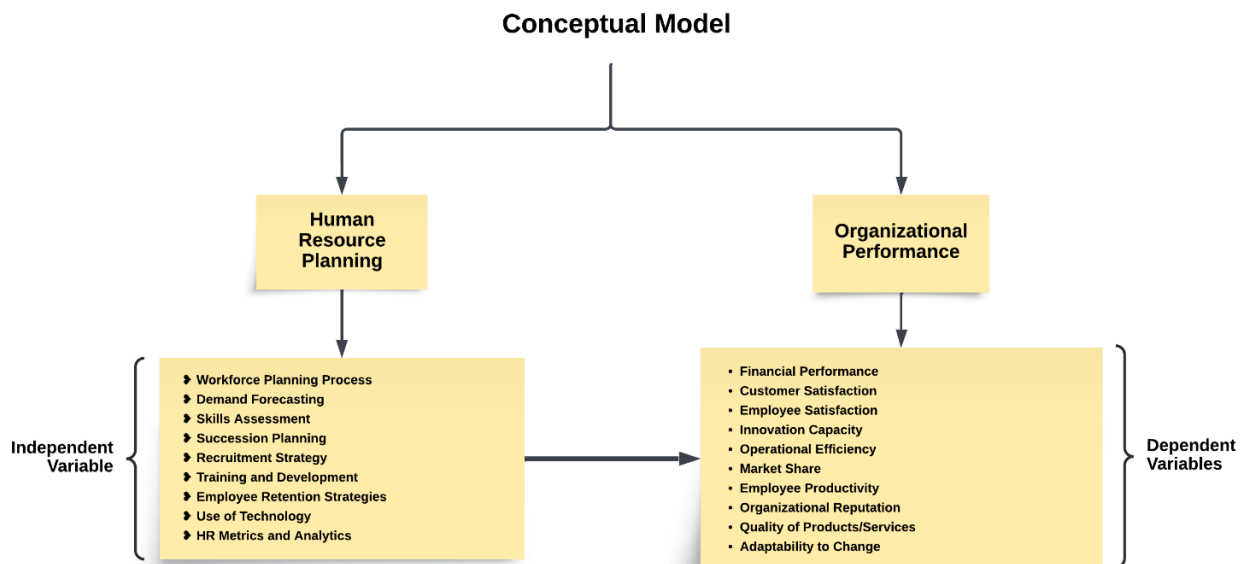 Conceptual Model
Human
Resource
Planning
Organizational
Performance
Independent
Variable
❥ Workforce Planning Process
❥ Demand Forecasting
❥ Skills Assessment
❥ Succession Planning
❥ Recruitment Strategy
❥ Training and Development
❥ Employee Retention Strategies
❥ Use of Technology
❥ HR Metrics and Analytics
• Financial Performance
• Customer Satisfaction
• Employee Satisfaction
• Innovation Capacity
• Operational Efficiency
• Market Share
• Employee Productivity
• Organizational Reputation
• Quality of Products/Services
• Adaptability to Change
Dependent
Variables